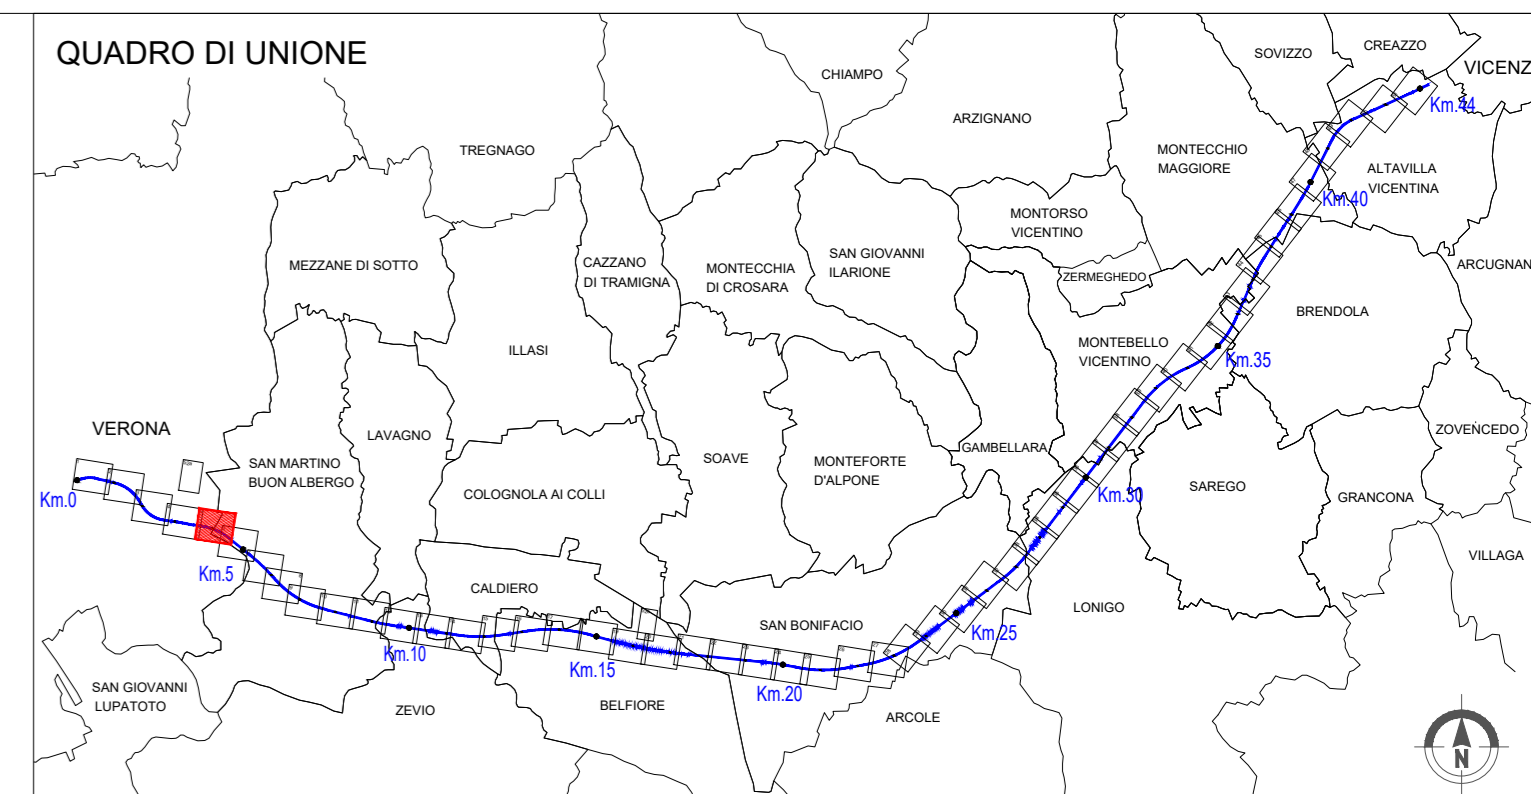 QUADRO DI UNIONE
CREAZZO
SOVIZZO
VICENZ
CHIAMPO
Km.44
ARZIGNANO
TREGNAGO
MONTECCHIO
MAGGIORE
ALTAVILLA
VICENTINA
Km.40
MONTORSO
VICENTINO
SAN GIOVANNI
ILARIONE
CAZZANO
DI TRAMIGNA
MONTECCHIA
DI CROSARA
MEZZANE DI SOTTO
ZERMEGHEDO
ARCUGNAN
BRENDOLA
MONTEBELLO
VICENTINO
ILLASI
Km.35
VERONA
LAVAGNO
ZOVENCEDO
SAN MARTINO
BUON ALBERGO
SOAVE
MONTEFORTE
D'ALPONE
GAMBELLARA
COLOGNOLA AI COLLI
SAREGO
GRANCONA
Km.0
Km.30
VILLAGA
Km.5
CALDIERO
LONIGO
SAN BONIFACIO
Km.25
Km.10
Km.15
Km.20
SAN GIOVANNI
LUPATOTO
ZEVIO
BELFIORE
ARCOLE
N